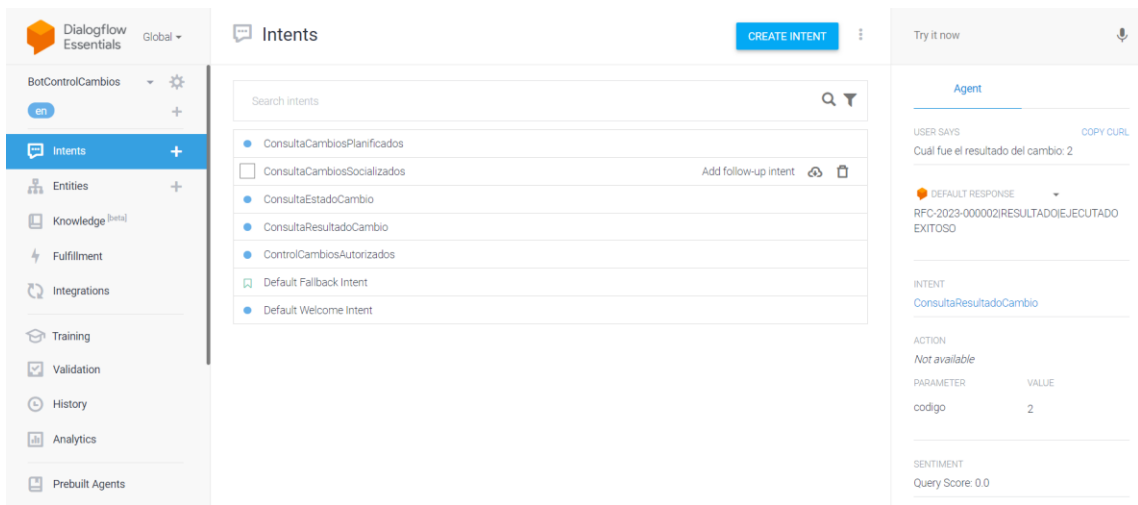 Dialogflow
Essentials
Global
BotControlCambios
en
Intents
Entities
Knowledge [beta]
Fulfillment
Integrations
Training
Validation
History
Analytics
Prebuilt Agents
Intents
CREATE INTENT
Search intents
ConsultaCambiosPlanificados
ConsultaCambiosSocializados
Add follow-up intent
ConsultaEstadoCambio
ConsultaResultadoCambio
ControlCambiosAutorizados
Default Fallback Intent
Default Welcome Intent
Try it now
Agent
USER SAYS COPY CURL
Cuál fue el resultado del cambio: 2
DEFAULT RESPONSE
RFC-2023-000002|RESULTADO|EJECUTADO
EXITOSO
INTENT
ConsultaResultadoCambio
ACTION
Not available
PARAMETER VALUE
codigo 2
SENTIMENT
Query Score: 0.0